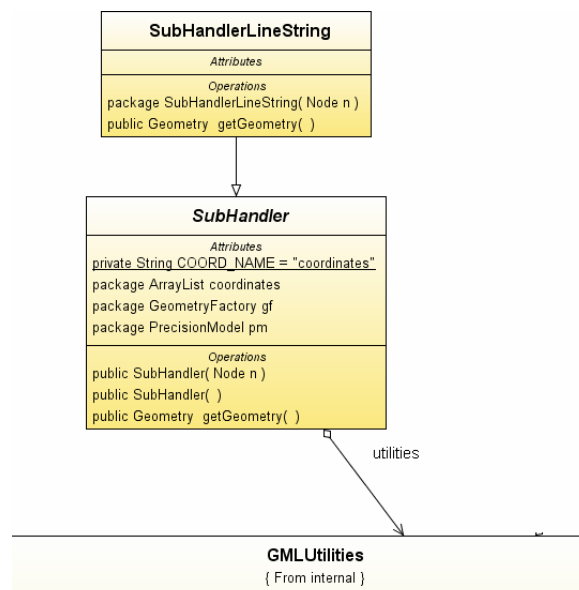 SubHandlerLineString
Attributes
Operations
package SubHandlerLineString( Node n )
public Geometry  getGeometry(  )
SubHandler
Attributes
private String COORD_NAME = "coordinates"
package ArrayList coordinates
package GeometryFactory gf
package PrecisionModel pm
Operations
public SubHandler( Node n )
public SubHandler(  )
public Geometry  getGeometry(  )
utilities
GMLUtilities
{ From internal }